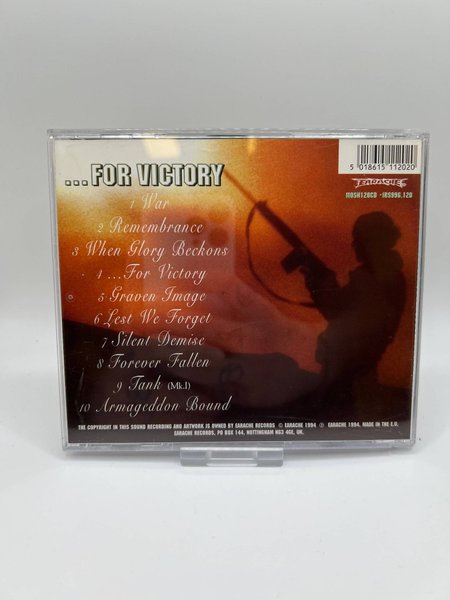 5 018615 112020
EARACHE
MOSH120CD · IRS996.120
...FOR VICTORY
1 War
2 Remembrance
3 When Glory Beckons
4 ...For Victory
5 Graven Image
6 Lest We Forget
7 Silent Demise
8 Forever Fallen
9 Tank (Mk.I)
10 Armageddon Bound
THE COPYRIGHT IN THIS SOUND RECORDING AND ARTWORK IS OWNED BY EARACHE RECORDS © EARACHE 1994 ℗ EARACHE 1994. MADE IN THE E.U.
EARACHE RECORDS, PO BOX 144, NOTTINGHAM NG3 4GE, UK.